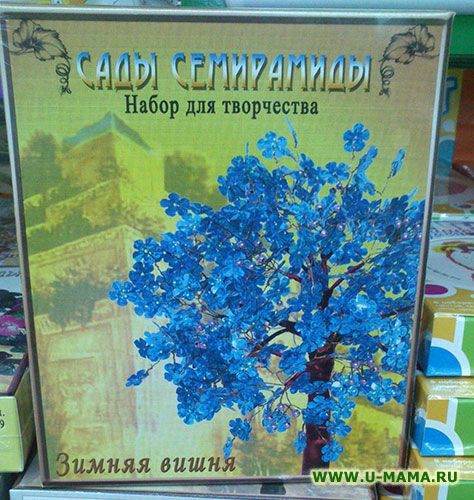 САДЫ СЕМИРАМИДЫ
Набор для творчества
Зимняя вишня
WWW.U-MAMA.RU